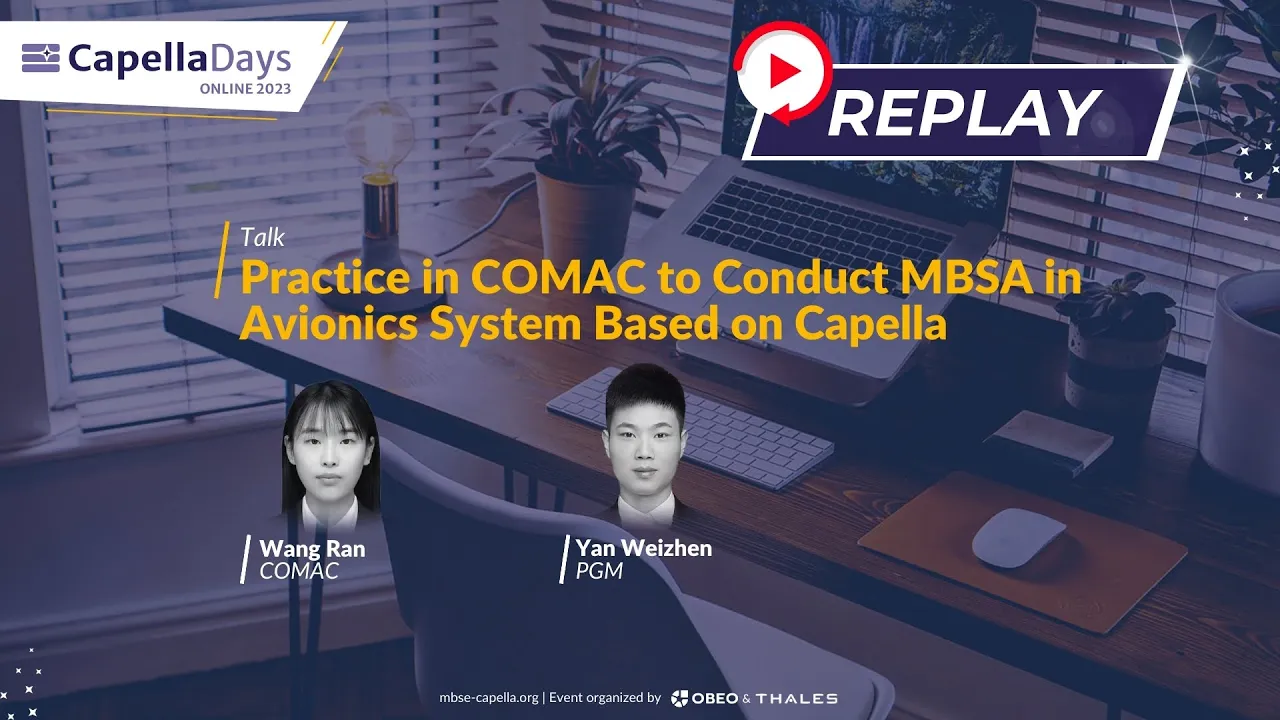 CapellaDays
ONLINE 2023
REPLAY
Talk
Practice in COMAC to Conduct MBSA in
Avionics System Based on Capella
Wang Ran
COMAC
Yan Weizhen
PGM
mbse-capella.org | Event organized by OBEO & THALES